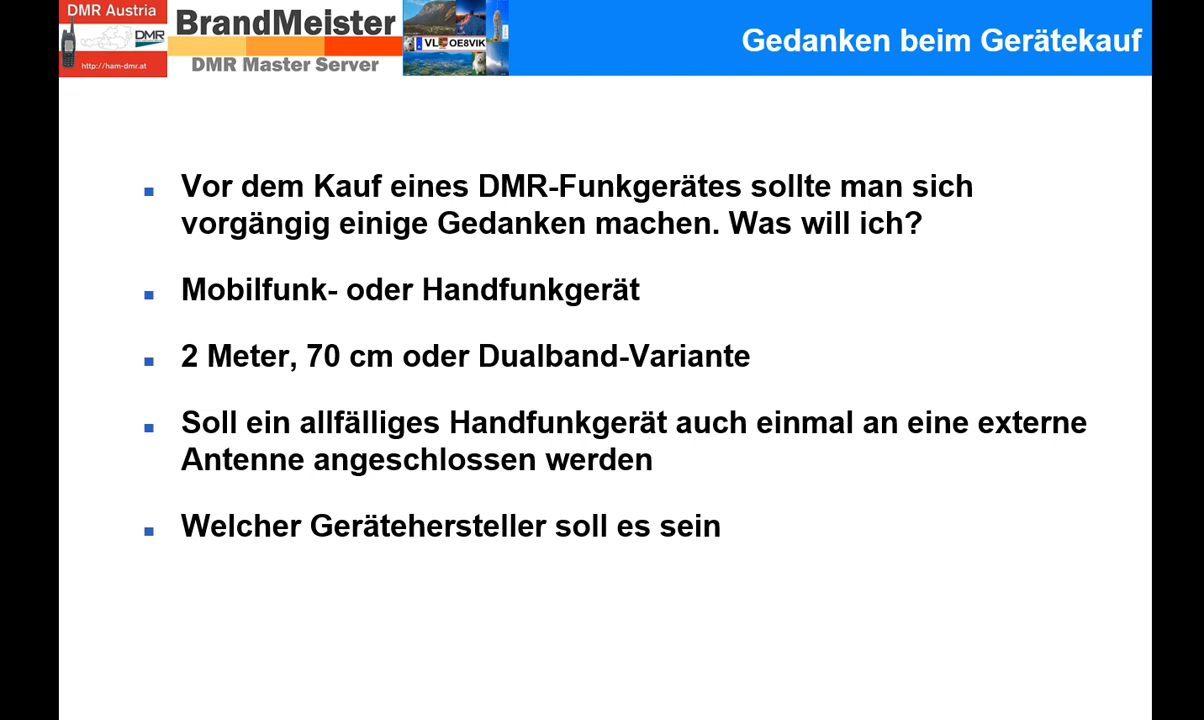 DMR Austria
DMR
http://ham-dmr.at
BrandMeister
DMR Master Server
VL OE8VIK
Gedanken beim Gerätekauf
Vor dem Kauf eines DMR-Funkgerätes sollte man sich
vorgängig einige Gedanken machen. Was will ich?
Mobilfunk- oder Handfunkgerät
2 Meter, 70 cm oder Dualband-Variante
Soll ein allfälliges Handfunkgerät auch einmal an eine externe
Antenne angeschlossen werden
Welcher Gerätehersteller soll es sein